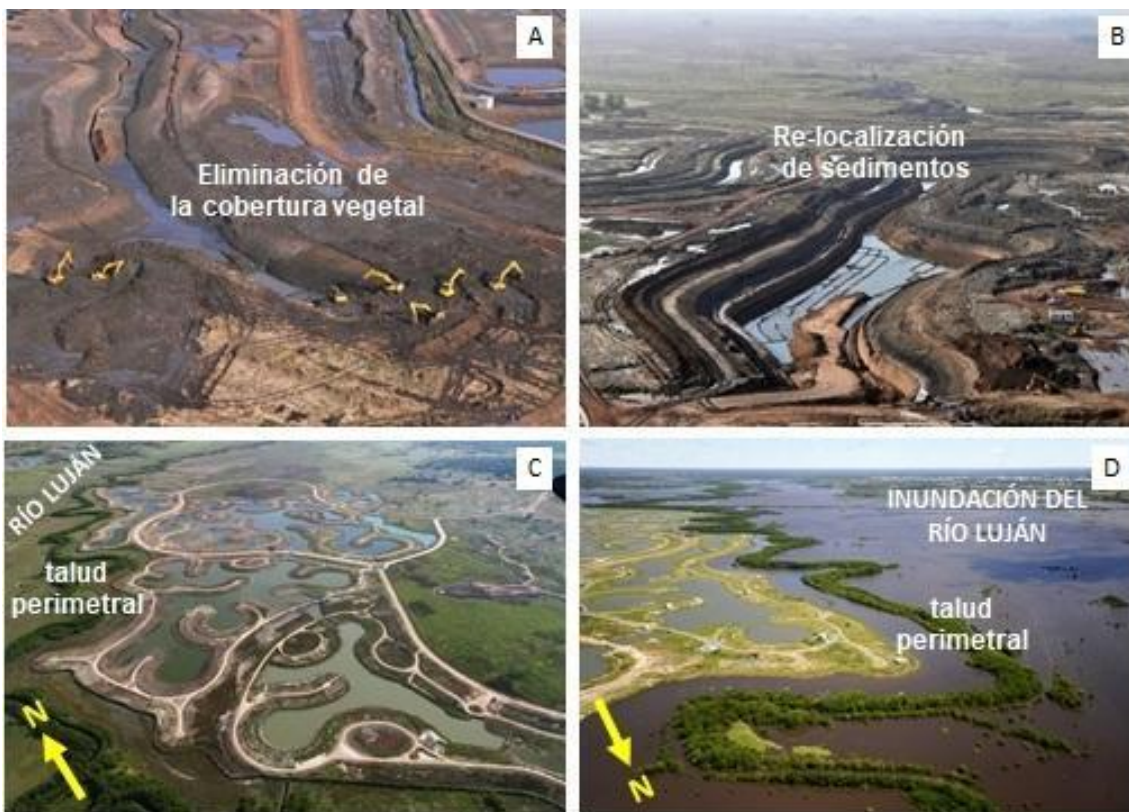 A
Eliminación de
la cobertura vegetal
B
Re-localización
de sedimentos
C
RÍO LUJÁN
talud
perimetral
N
D
INUNDACIÓN DEL
RÍO LUJÁN
talud
perimetral
N